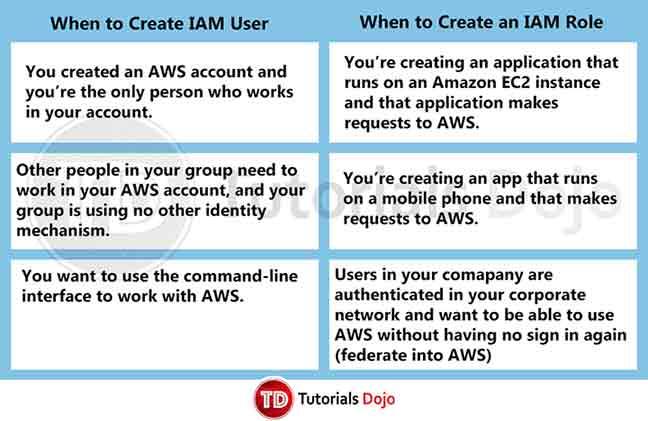 When to Create IAM User
When to Create an IAM Role
You created an AWS account and
you're the only person who works
in your account.
You're creating an application that
runs on an Amazon EC2 instance
and that application makes
requests to AWS.
Other people in your group need to
work in your AWS account, and your
group is using no other identity
mechanism.
You're creating an app that runs
on a mobile phone and that makes
requests to AWS.
You want to use the command-line
interface to work with AWS.
Users in your comapany are
authenticated in your corporate
network and want to be able to use
AWS without having no sign in again
(federate into AWS)
TD Tutorials Dojo
TD Tutorials Dojo